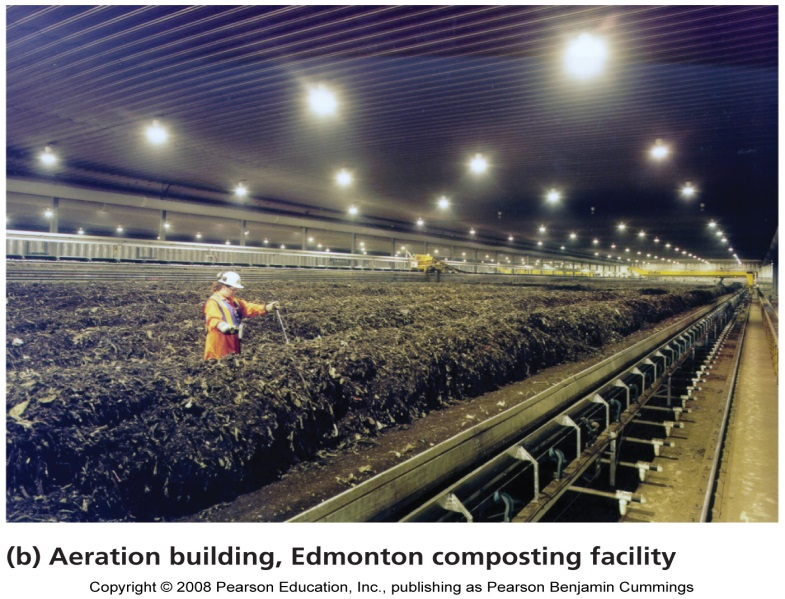 (b) Aeration building, Edmonton composting facility
Copyright © 2008 Pearson Education, Inc., publishing as Pearson Benjamin Cummings